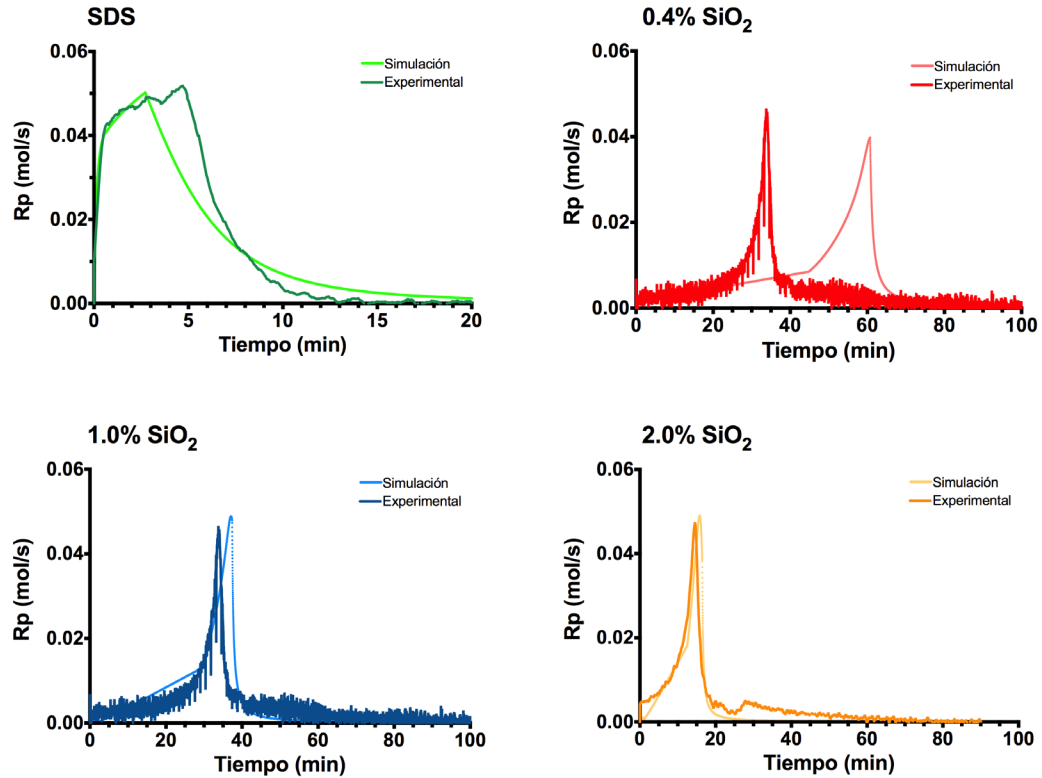 SDS
0.06
0.04
0.02
0.00
Rp (mol/s)
Simulación
Experimental
0
5
10
15
20
Tiempo (min)
0.4% SiO₂
0.06
0.04
0.02
0.00
Rp (mol/s)
Simulación
Experimental
0
20
40
60
80
100
Tiempo (min)
1.0% SiO₂
0.06
0.04
0.02
0.00
Rp (mol/s)
Simulación
Experimental
0
20
40
60
80
100
Tiempo (min)
2.0% SiO₂
0.06
0.04
0.02
0.00
Rp (mol/s)
Simulación
Experimental
0
20
40
60
80
100
Tiempo (min)